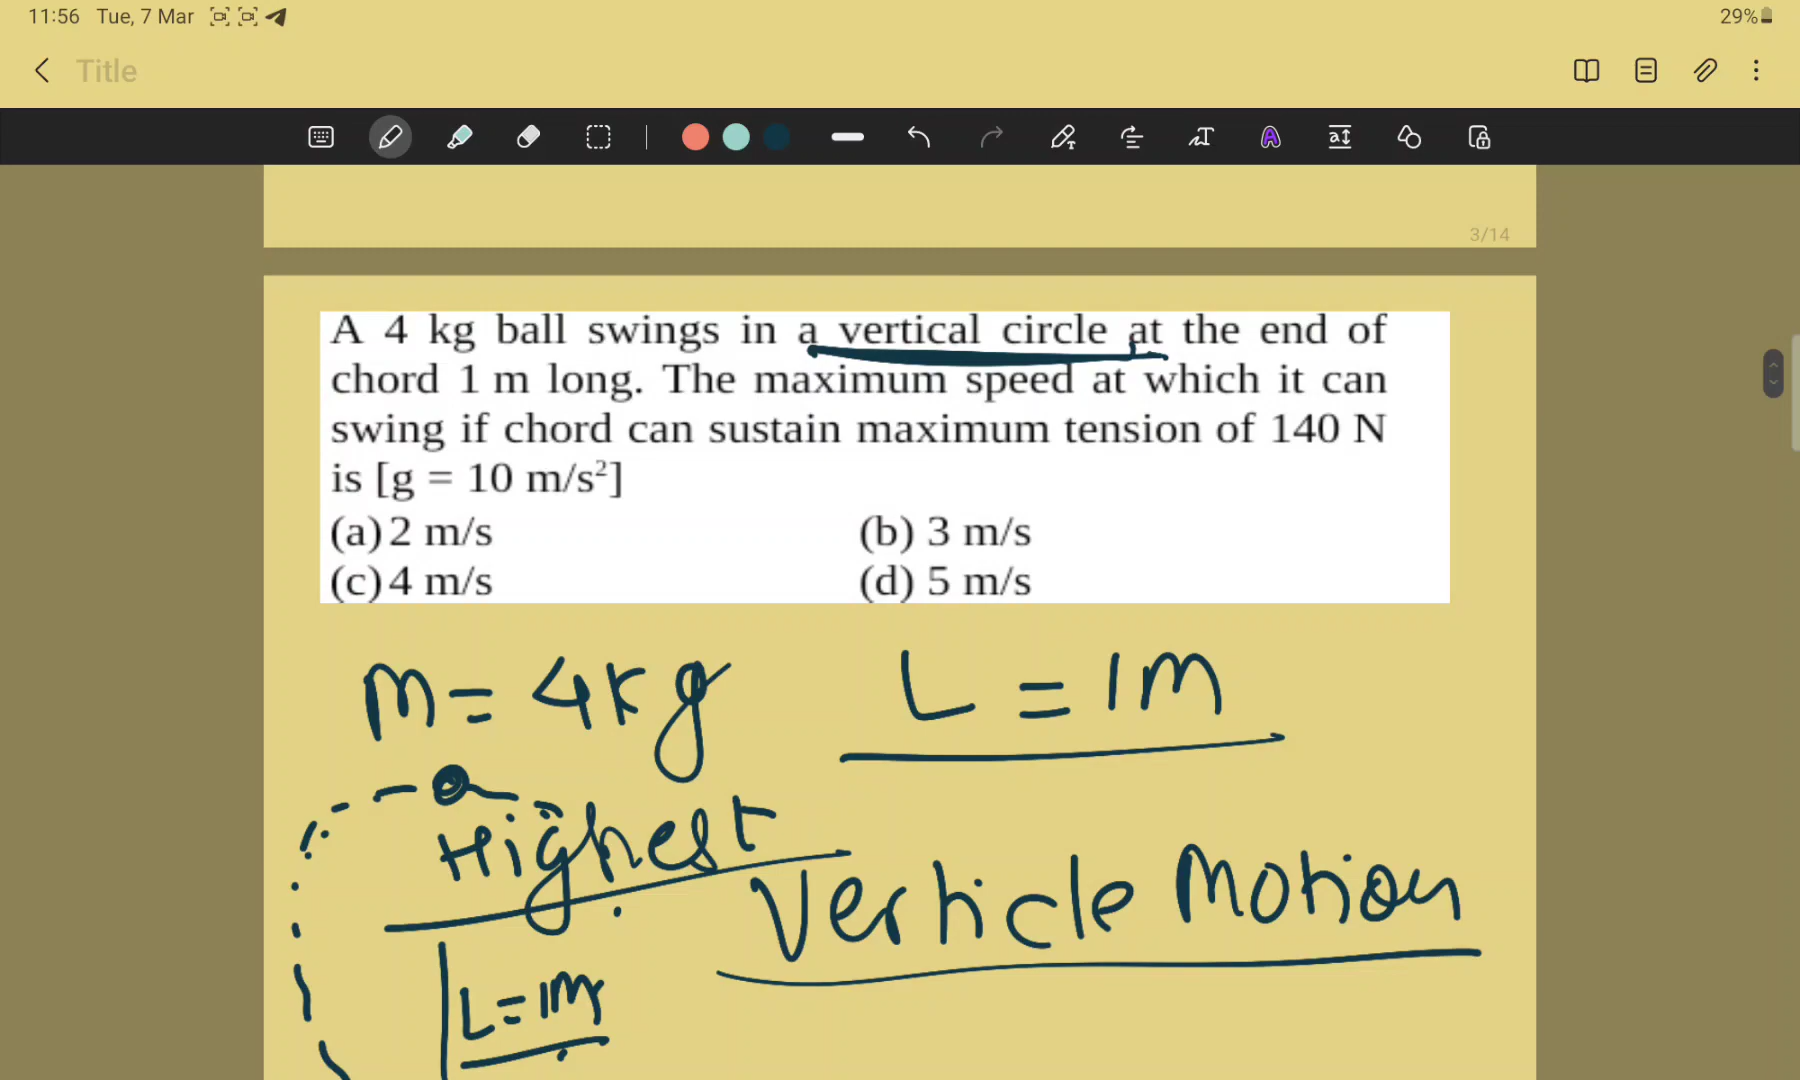 11:56 Tue, 7 Mar
29%
Title
3/14
A 4 kg ball swings in a vertical circle at the end of
chord 1 m long. The maximum speed at which it can
swing if chord can sustain maximum tension of 140 N
is [g = 10 m/s²]
(a) 2 m/s (b) 3 m/s
(c) 4 m/s (d) 5 m/s
m = 4kg L = 1m
Highest
Verticle Motion
L = 1m